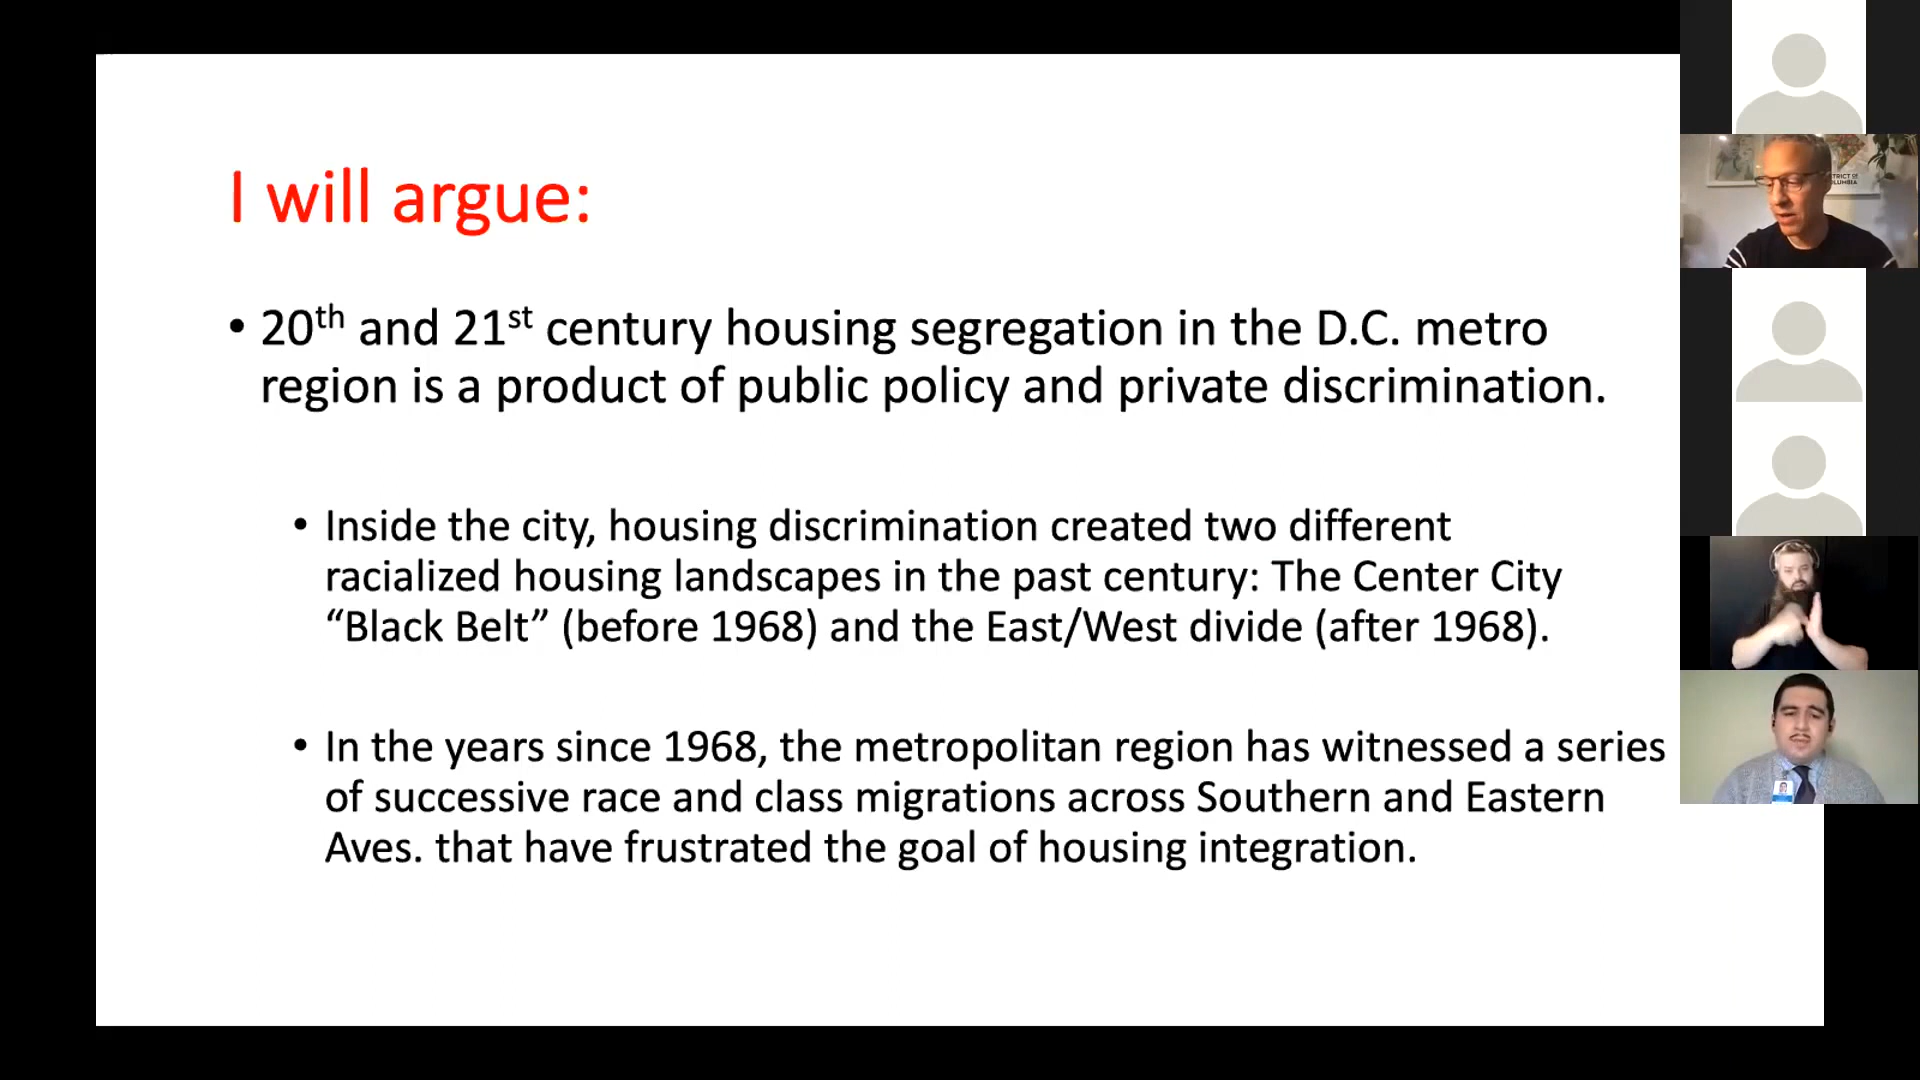 I will argue:
• 20th and 21st century housing segregation in the D.C. metro
region is a product of public policy and private discrimination.
• Inside the city, housing discrimination created two different
racialized housing landscapes in the past century: The Center City
“Black Belt” (before 1968) and the East/West divide (after 1968).
• In the years since 1968, the metropolitan region has witnessed a series
of successive race and class migrations across Southern and Eastern
Aves. that have frustrated the goal of housing integration.